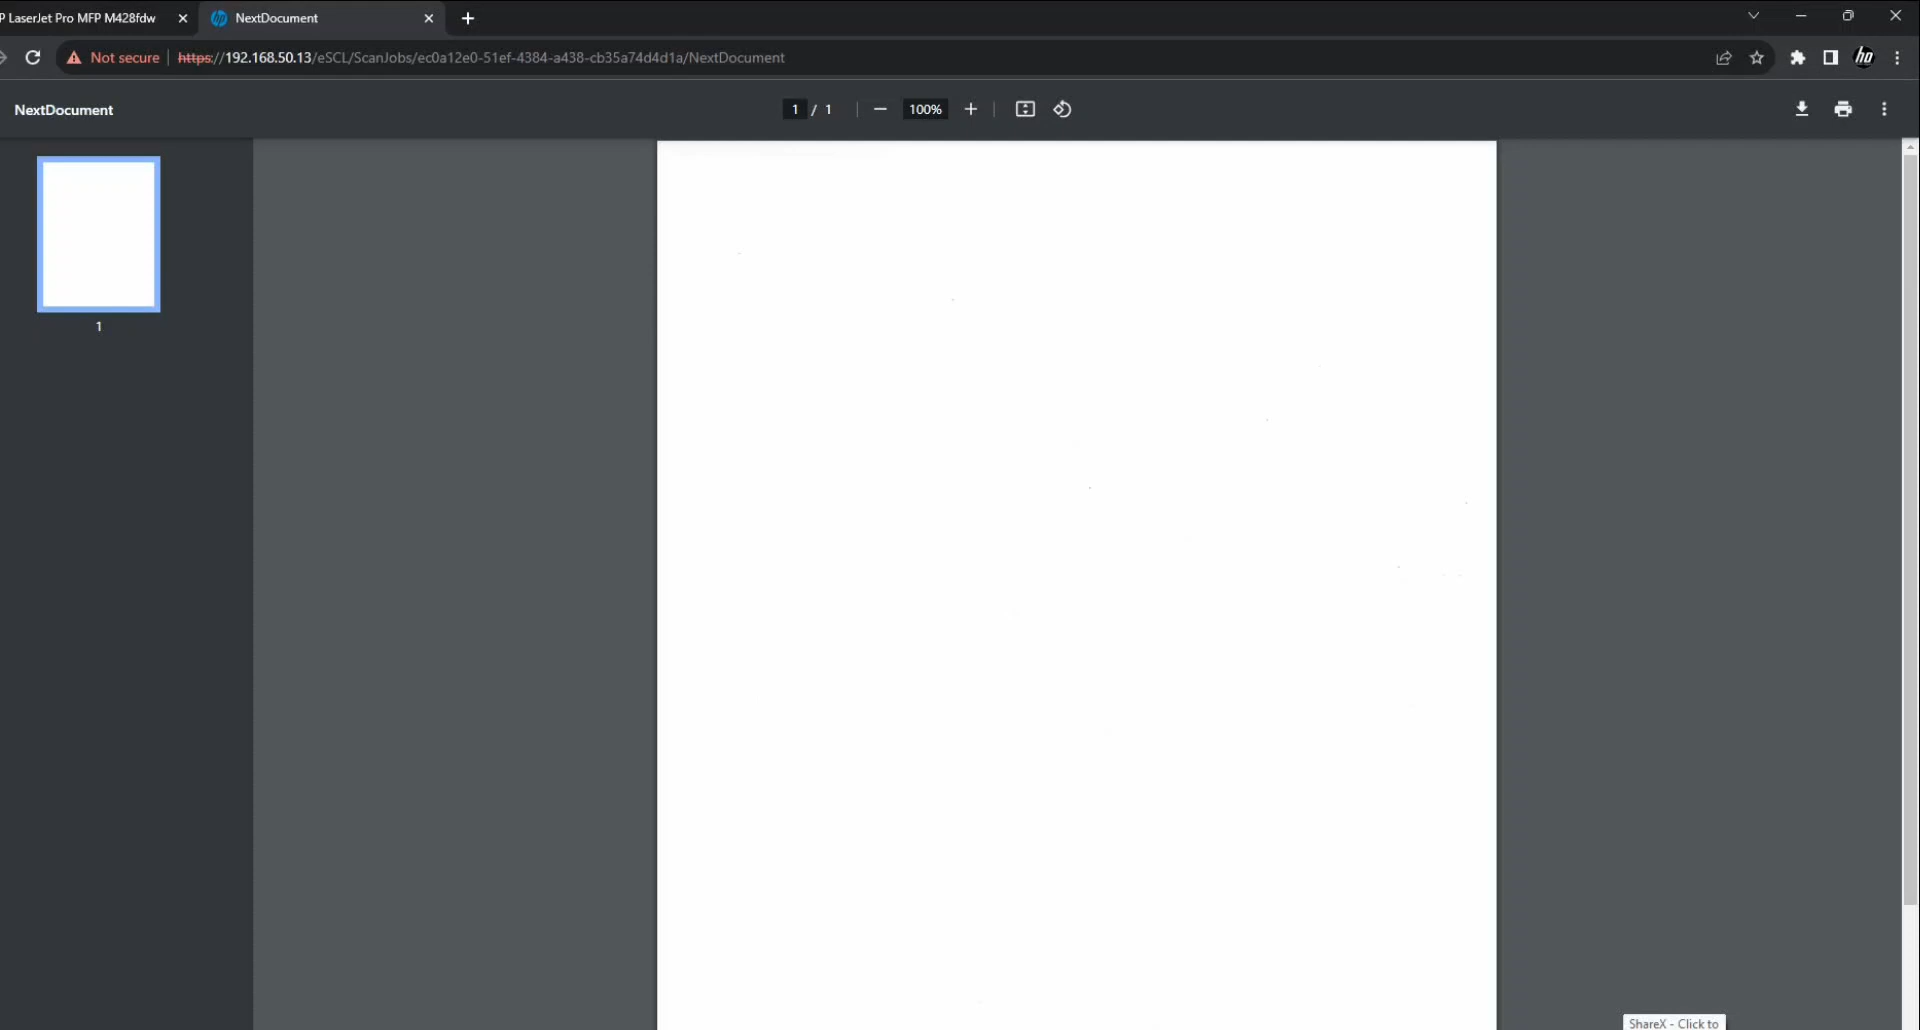 P LaserJet Pro MFP M428fdw
NextDocument
Not secure
https://192.168.50.13/eSCL/ScanJobs/ec0a12e0-51ef-4384-a438-cb35a74d4d1a/NextDocument
hp
NextDocument
1 / 1
100%
1
ShareX - Click to